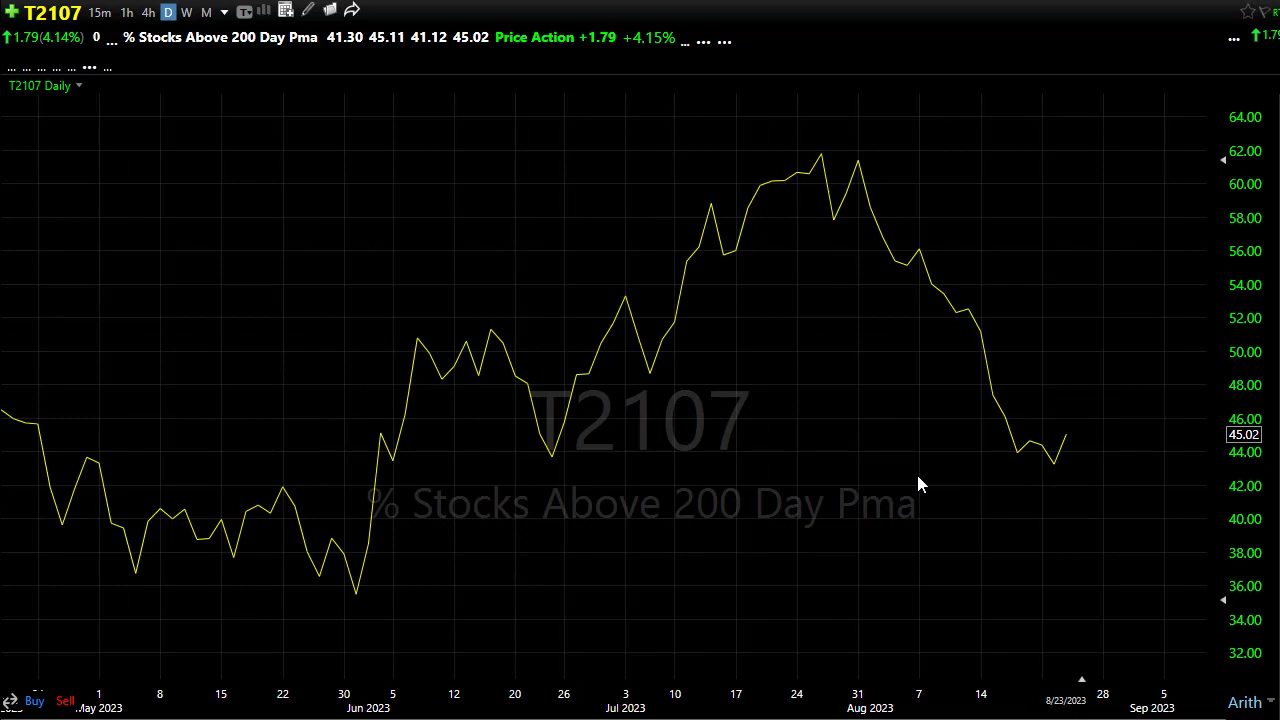 T2107 15m 1h 4h D W M
1.79(4.14%) 0 ... % Stocks Above 200 Day Pma 41.30 45.11 41.12 45.02 Price Action +1.79 +4.15% ... ... ... ... 1.79
... ... ... ... ... ... ...
T2107 Daily
64.00
62.00
60.00
58.00
56.00
54.00
52.00
50.00
48.00
46.00
45.02
44.00
42.00
40.00
38.00
36.00
34.00
32.00
T2107
% Stocks Above 200 Day Pma
1 8 15 22 30 5 12 20 26 3 10 17 24 31 7 14 8/23/2023 28 5
Buy Sell May 2023 Jun 2023 Jul 2023 Aug 2023 Sep 2023 Arith